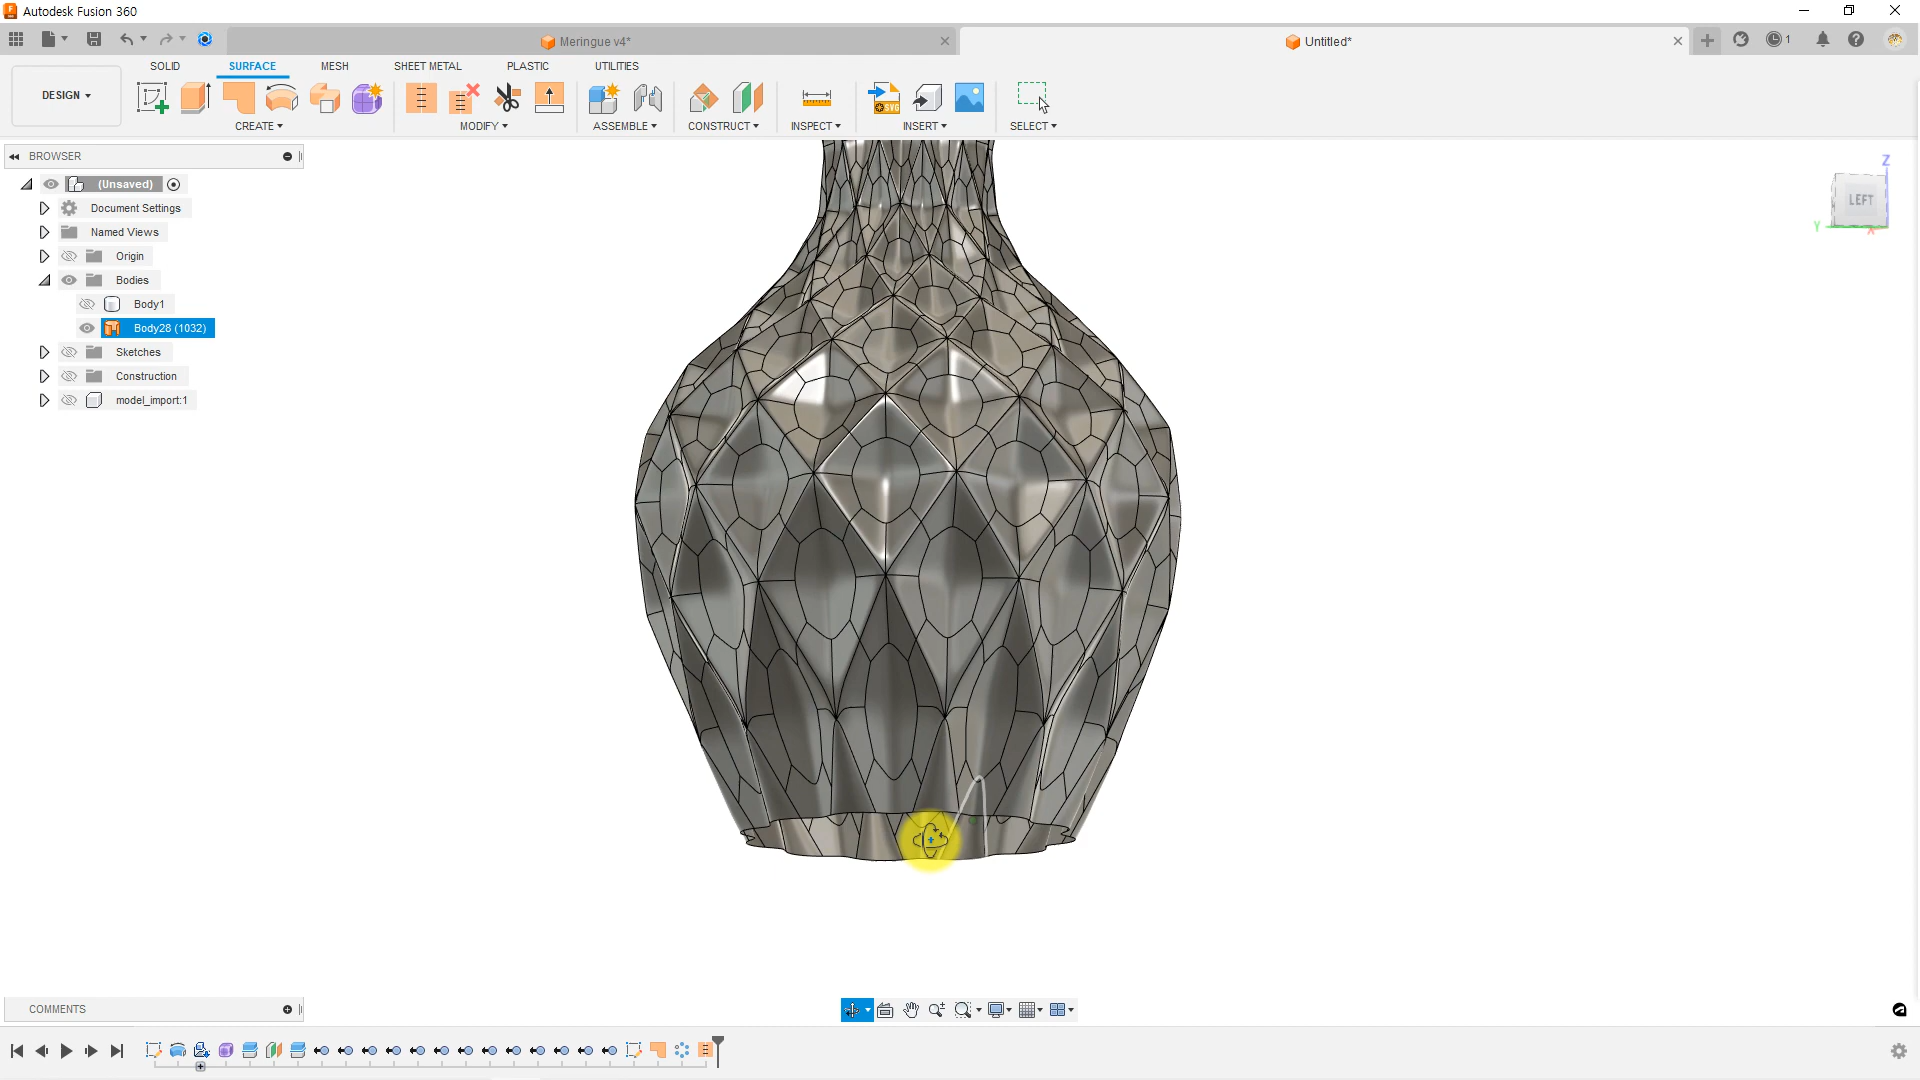 Autodesk Fusion 360
Meringue v4*
Untitled*
1
DESIGN
SOLID SURFACE MESH SHEET METAL PLASTIC UTILITIES
CREATE MODIFY ASSEMBLE CONSTRUCT INSPECT INSERT SELECT
SVG
BROWSER
(Unsaved)
Document Settings
Named Views
Origin
Bodies
Body1
Body28 (1032)
Sketches
Construction
model_import:1
Z
LEFT
Y
X
COMMENTS